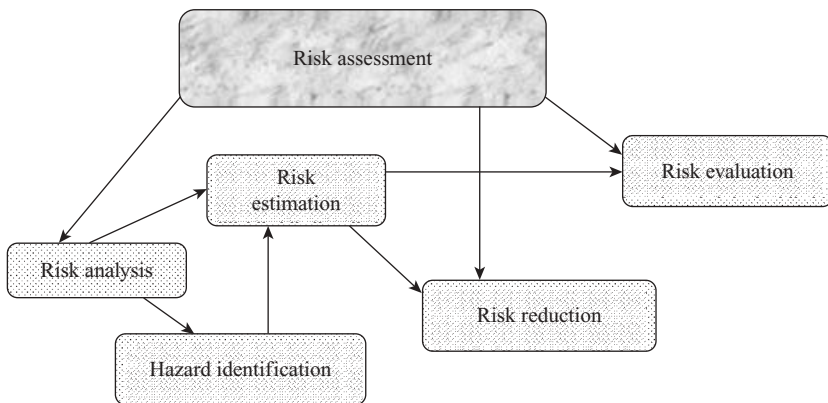 Risk assessment
Risk
estimation
Risk evaluation
Risk analysis
Risk reduction
Hazard identification